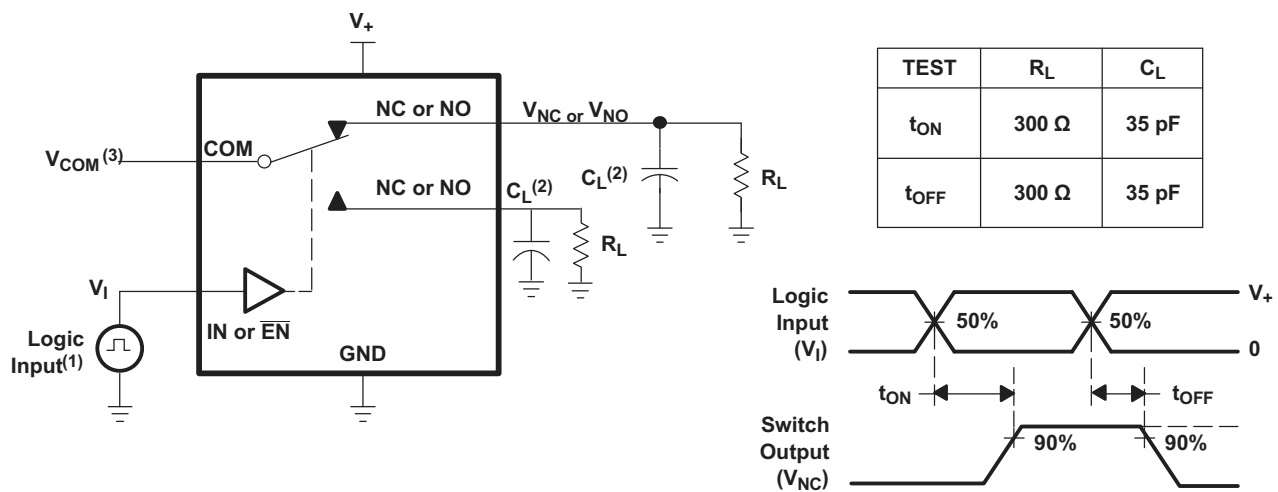 V+
NC or NO
VNC or VNO
COM
VCOM(3)
CL(2)
RL
NC or NO
CL(2)
RL
VI
IN or E̅N̅
Logic
Input(1)
GND
TEST RL CL
tON 300 Ω 35 pF
tOFF 300 Ω 35 pF
Logic
Input
(VI)
50%
50%
V+
0
tON
tOFF
Switch
Output
(VNC)
90%
90%